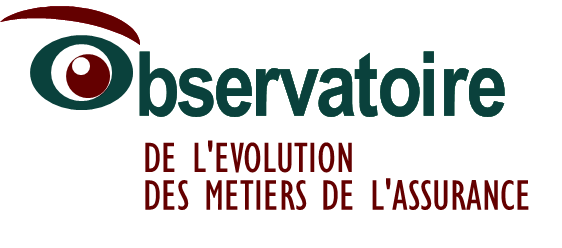 Observatoire
DE L'EVOLUTION
DES METIERS DE L'ASSURANCE